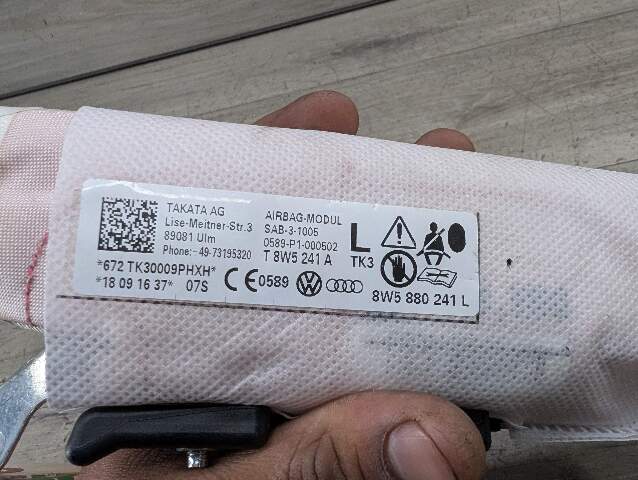 TAKATA AG
Lise-Meitner-Str.3
89081 Ulm
Phone:+49-73195320
*672 TK30009PHXH*
*18 09 16 37* 07S
AIRBAG-MODUL
SAB-3-1005
0589-P1-000502
T 8W5 241 A
CE 0589
L
TK3
8W5 880 241 L